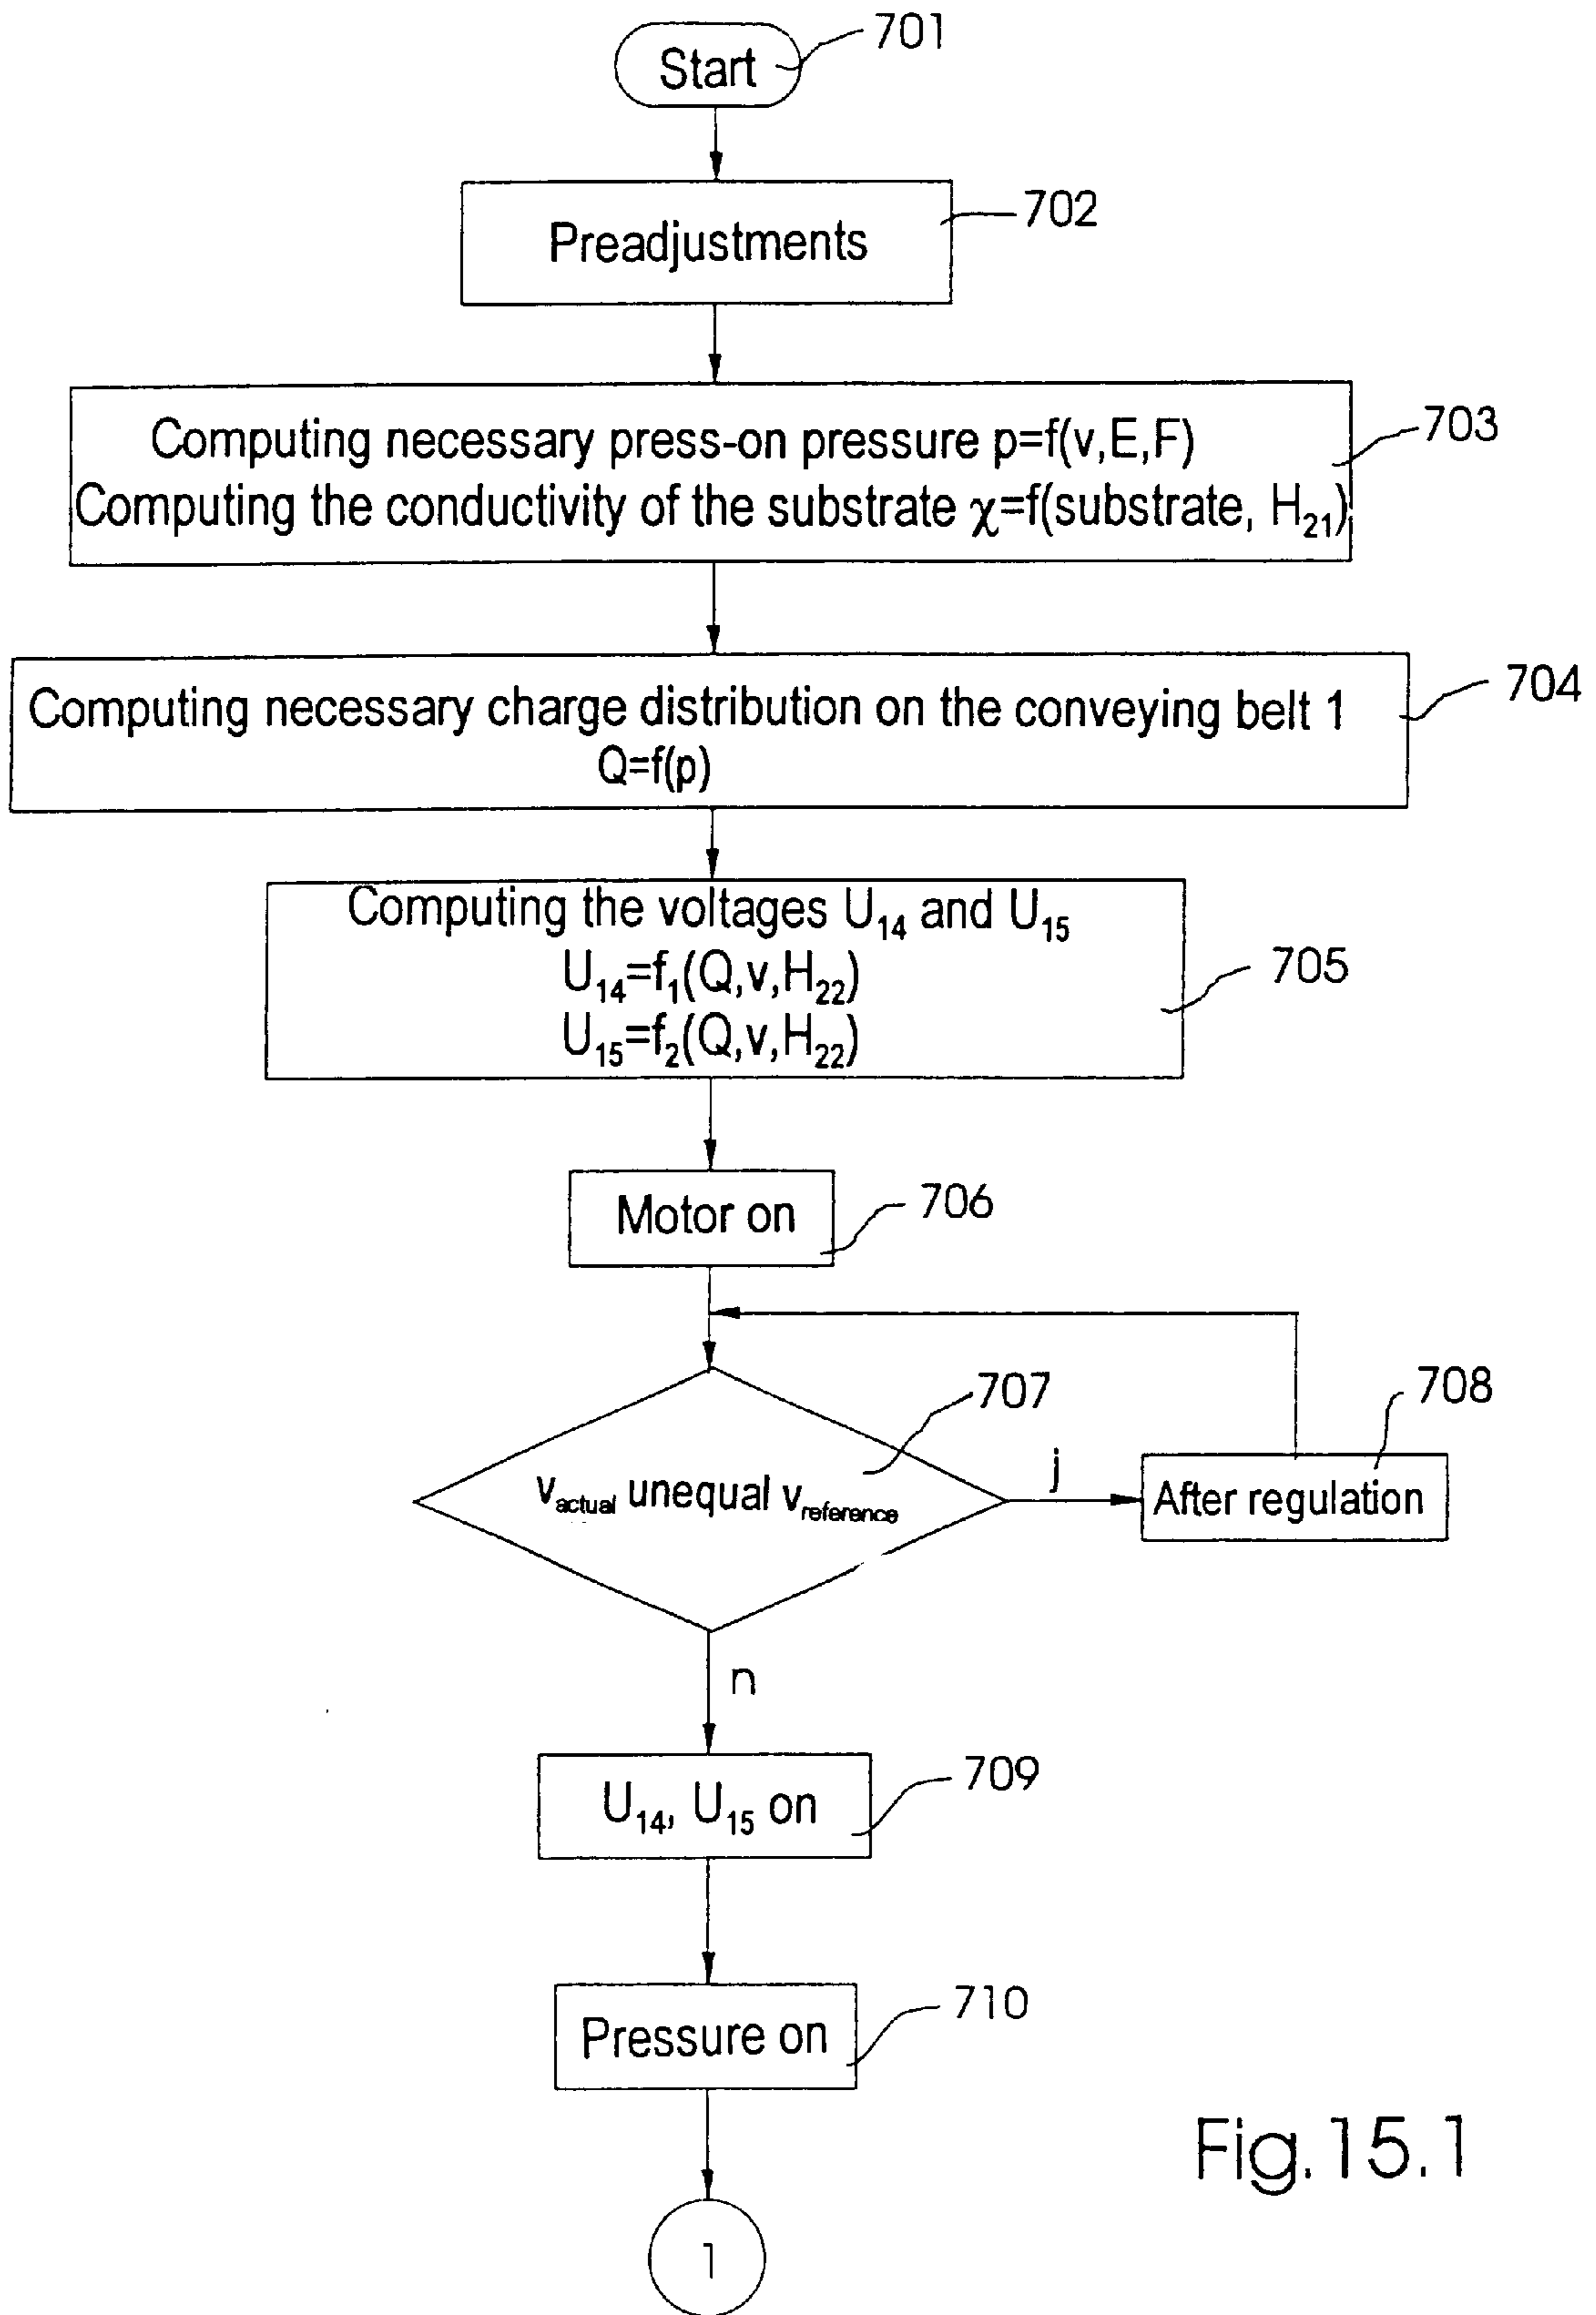 701
Start
702
Preadjustments
703
Computing necessary press-on pressure p=f(v,E,F)
Computing the conductivity of the substrate χ=f(substrate, H₂₁)
704
Computing necessary charge distribution on the conveying belt 1
Q=f(p)
Computing the voltages U₁₄ and U₁₅
U₁₄=f₁(Q,v,H₂₂)
705
U₁₅=f₂(Q,v,H₂₂)
Motor on
706
707
708
j
v_actual unequal v_reference
After regulation
n
709
U₁₄, U₁₅ on
710
Pressure on
Fig.15.1
1